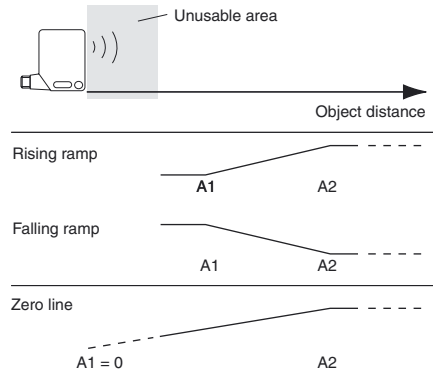 Unusable area
Object distance
Rising ramp
A1 A2
Falling ramp
A1 A2
Zero line
A1 = 0 A2